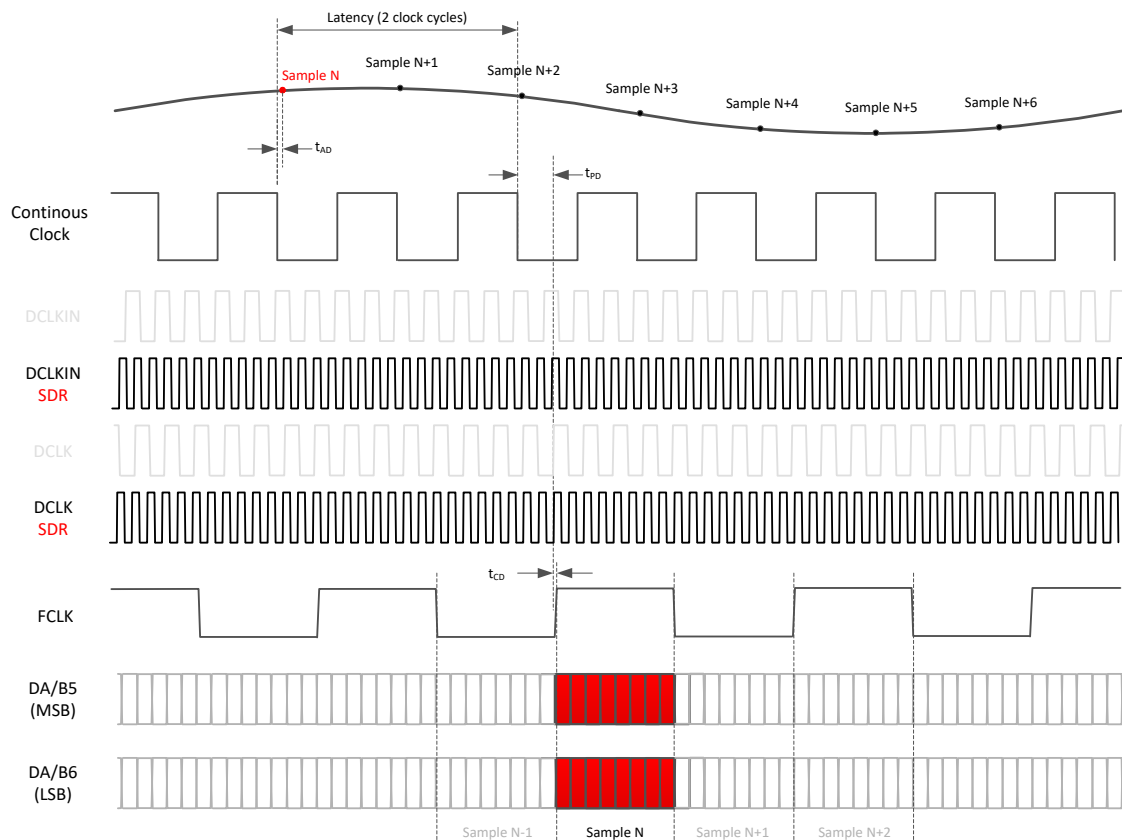 Latency (2 clock cycles)
Sample N
Sample N+1
Sample N+2
Sample N+3
Sample N+4
Sample N+5
Sample N+6
tAD
tPD
Continous
Clock
DCLKIN
DCLKIN
SDR
DCLK
DCLK
SDR
tCD
FCLK
DA/B5
(MSB)
DA/B6
(LSB)
Sample N-1
Sample N
Sample N+1
Sample N+2